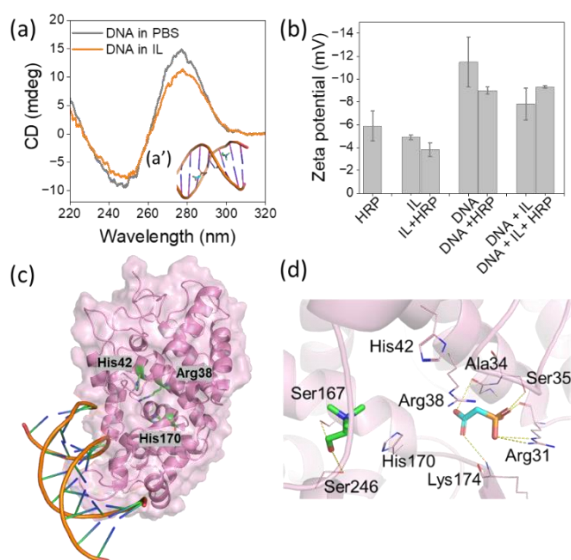 (a)
DNA in PBS
DNA in IL
CD (mdeg)
20
15
10
5
0
−5
−10
(a')
220 240 260 280 300 320
Wavelength (nm)
(b)
Zeta potential (mV)
−14
−12
−10
−8
−6
−4
−2
0
HRP
IL
IL+HRP
DNA
DNA+HRP
DNA + IL
DNA + IL + HRP
(c)
His42
Arg38
His170
(d)
His42
Ala34
Ser35
Ser167
Arg38
His170
Arg31
Lys174
Ser246